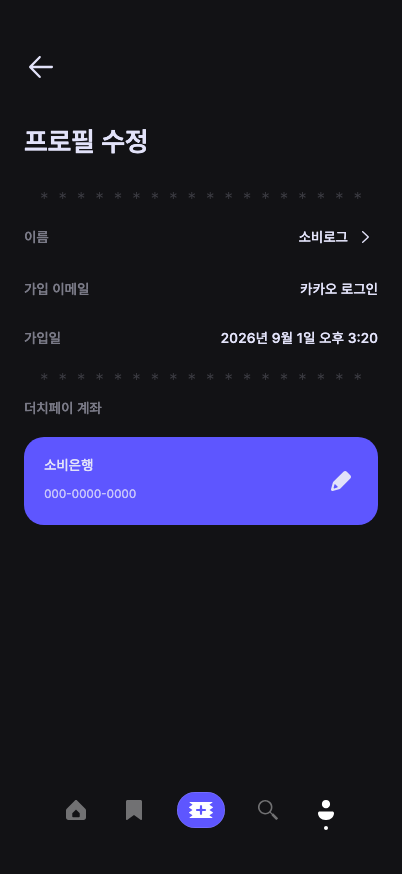 프로필 수정
* * * * * * * * * * * * * * * * * *
이름 소비로그
가입 이메일 카카오 로그인
가입일 2026년 9월 1일 오후 3:20
* * * * * * * * * * * * * * * * * *
더치페이 계좌
소비은행
000-0000-0000